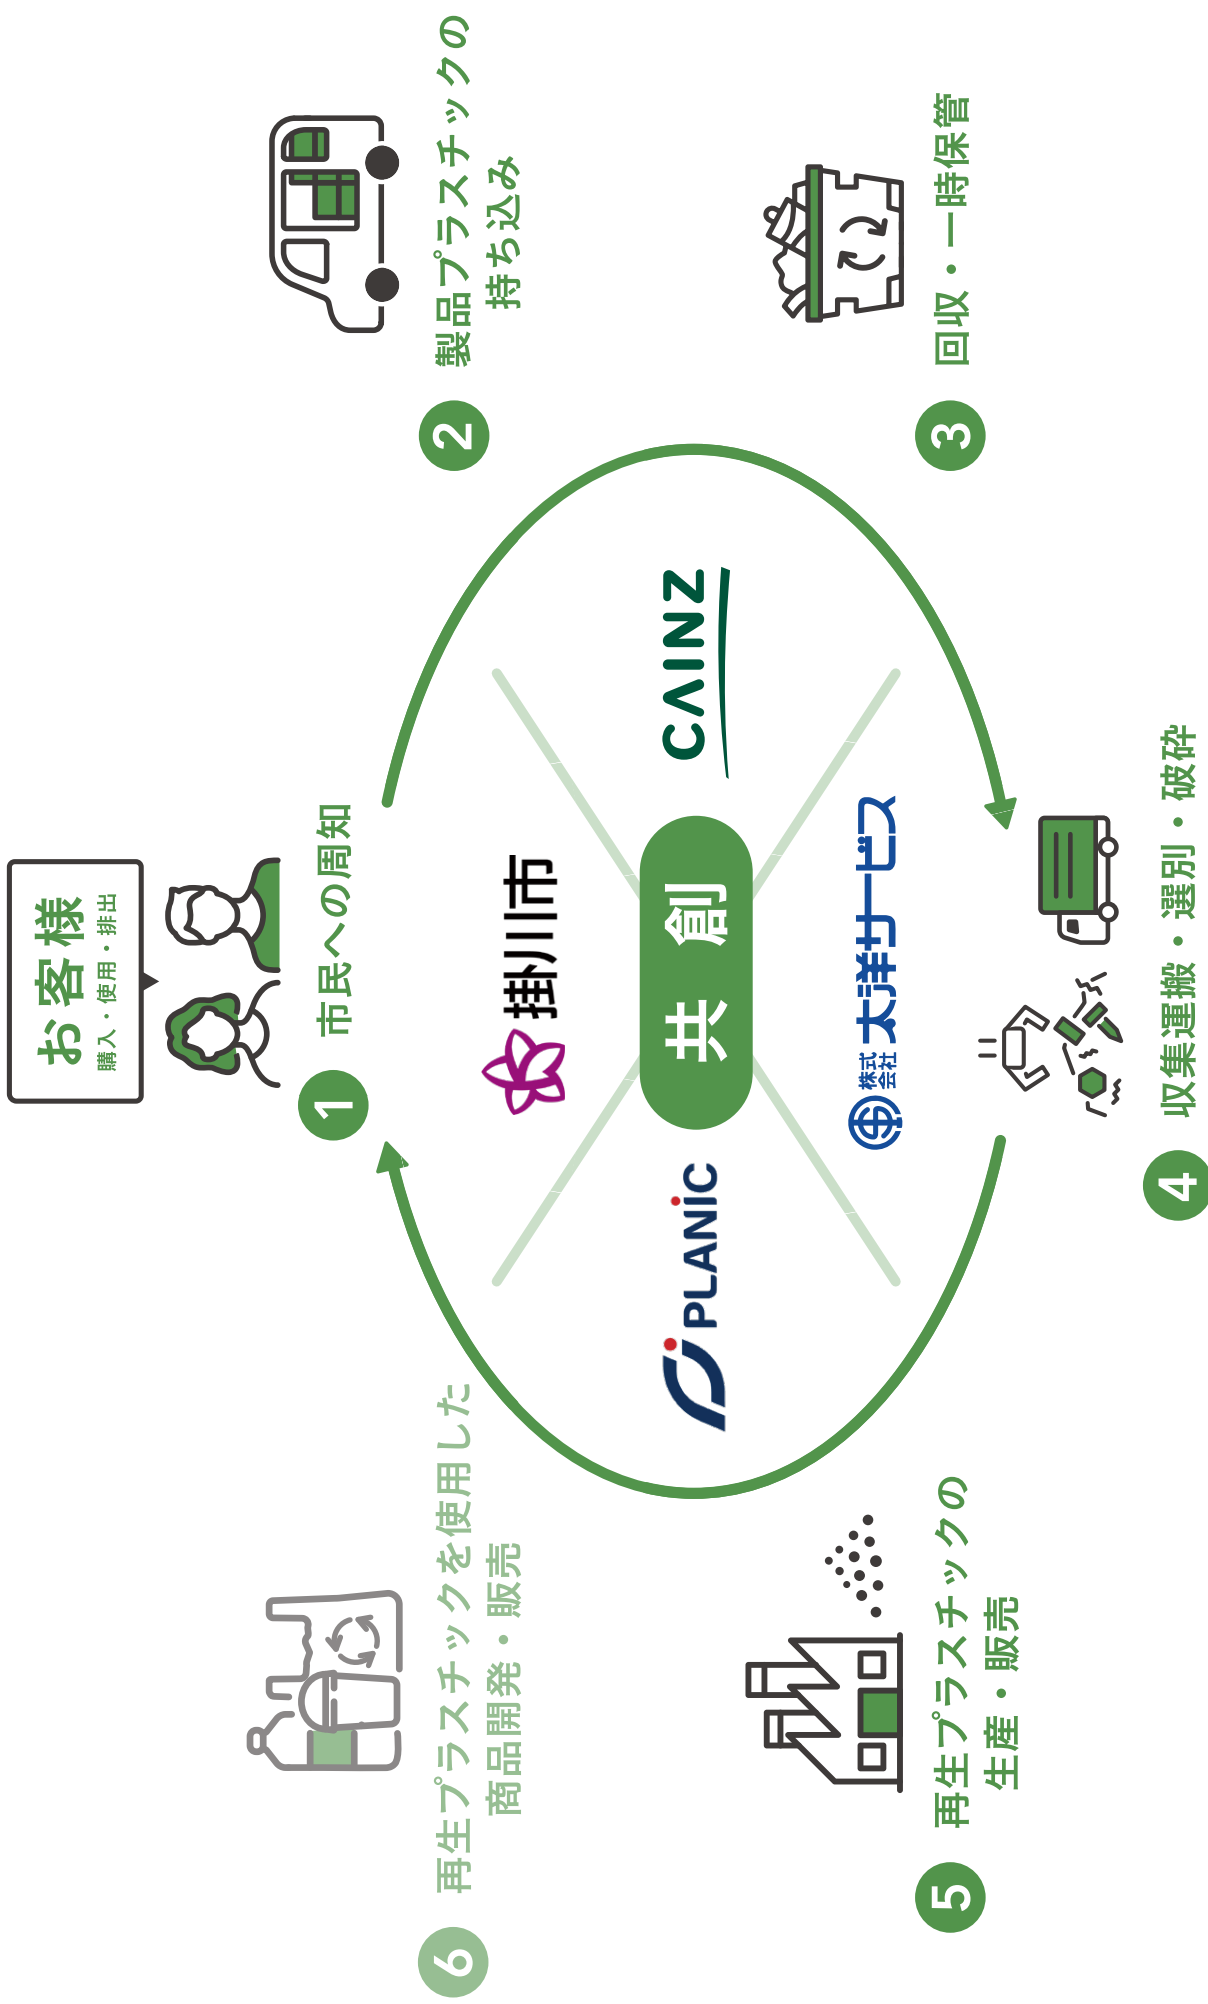 お客様
購入・使用・排出
1 市民への周知
2 製品プラスチックの
持ち込み
3 回収・一時保管
4 収集運搬・選別・破砕
5 再生プラスチックの
生産・販売
6 再生プラスチックを使用した
商品開発・販売
掛川市
CAINZ
共創
PLANiC
株式会社 大洋サービス